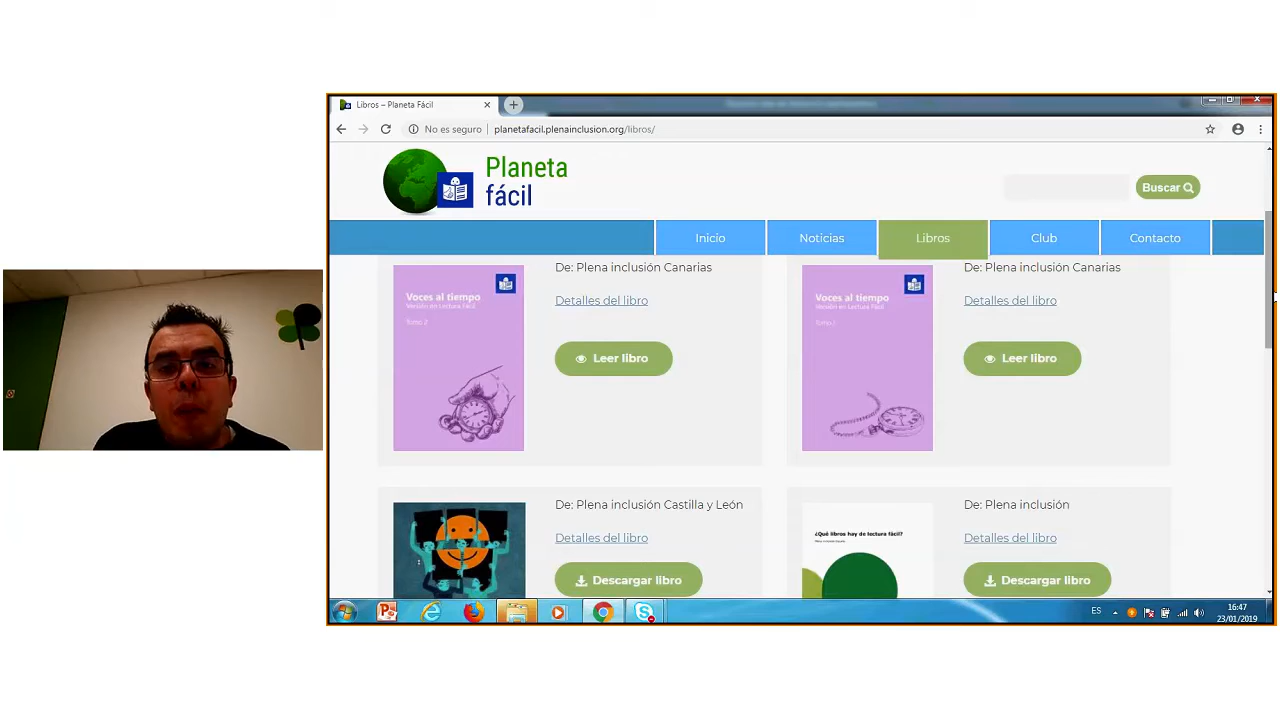 Libros – Planeta Fácil
No es seguro
planetafacil.plenainclusion.org/libros/
Planeta
fácil
Buscar
Inicio
Noticias
Libros
Club
Contacto
Voces al tiempo
Versión en Lectura Fácil
Tomo 2
De: Plena inclusión Canarias
Detalles del libro
Leer libro
Voces al tiempo
Versión en Lectura Fácil
De: Plena inclusión Canarias
Detalles del libro
Leer libro
De: Plena inclusión Castilla y León
Detalles del libro
Descargar libro
¿Qué libros hay de lectura fácil?
De: Plena inclusión
Detalles del libro
Descargar libro
ES
16:47
23/01/2019